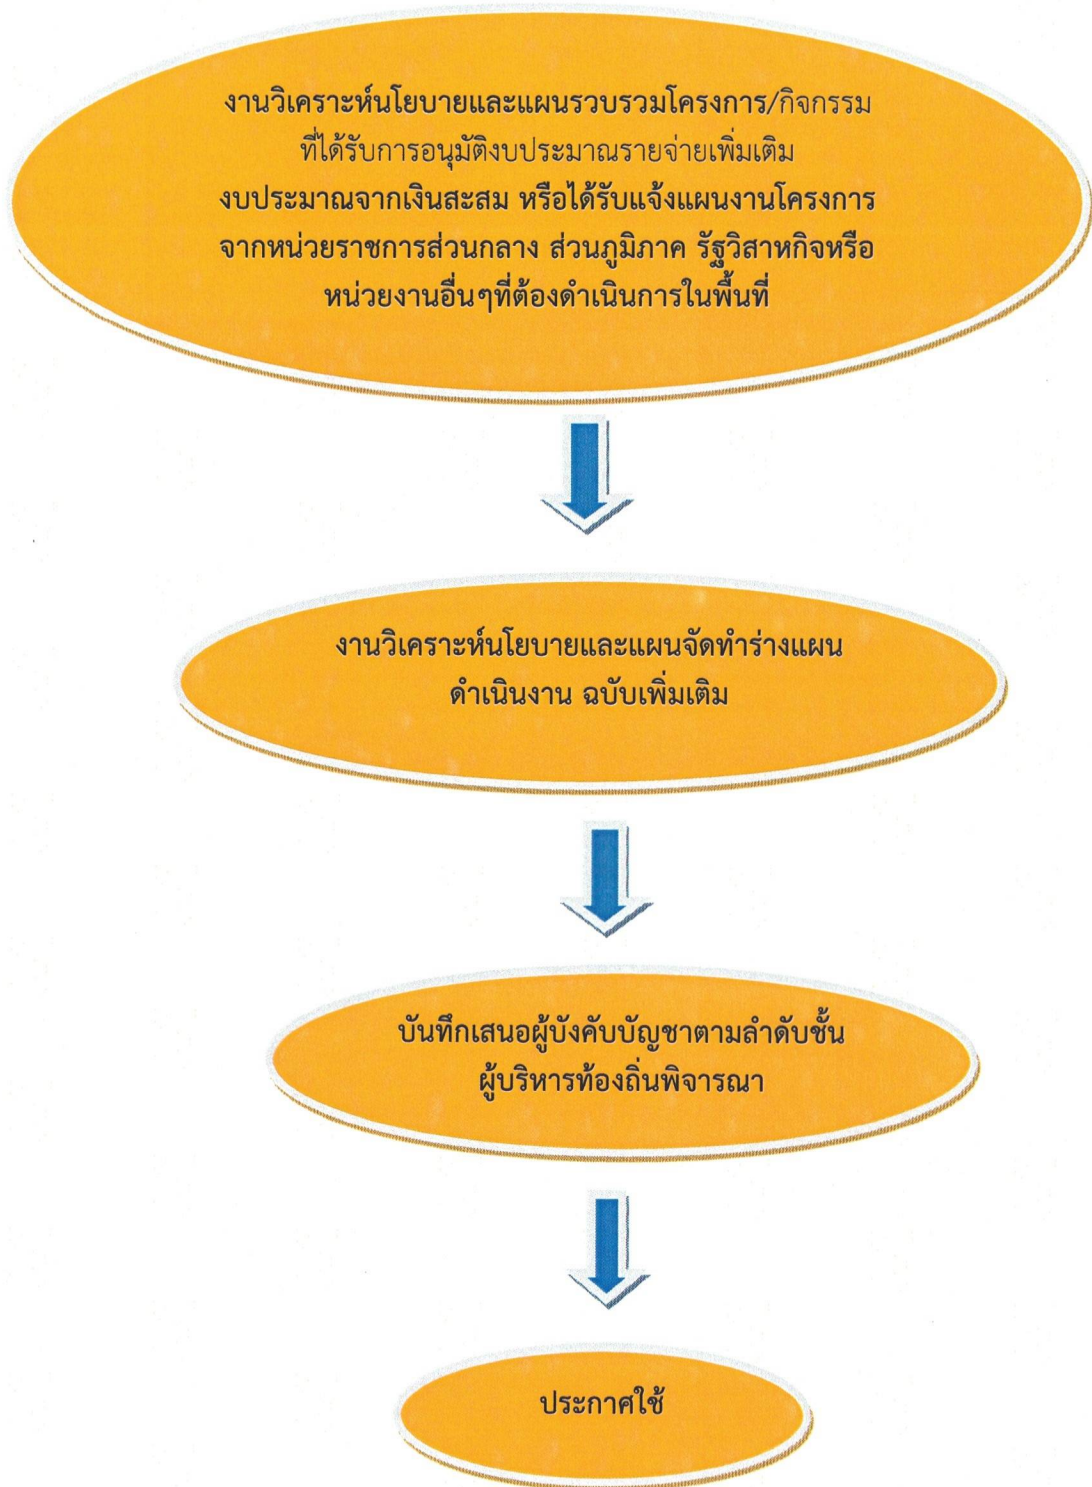 งานวิเคราะห์นโยบายและแผนรวบรวมโครงการ/กิจกรรม
ที่ได้รับการอนุมัติงบประมาณรายจ่ายเพิ่มเติม
งบประมาณจากเงินสะสม หรือได้รับแจ้งแผนงานโครงการ
จากหน่วยราชการส่วนกลาง ส่วนภูมิภาค รัฐวิสาหกิจหรือ
หน่วยงานอื่นๆที่ต้องดำเนินการในพื้นที่
งานวิเคราะห์นโยบายและแผนจัดทำร่างแผน
ดำเนินงาน ฉบับเพิ่มเติม
บันทึกเสนอผู้บังคับบัญชาตามลำดับชั้น
ผู้บริหารท้องถิ่นพิจารณา
ประกาศใช้